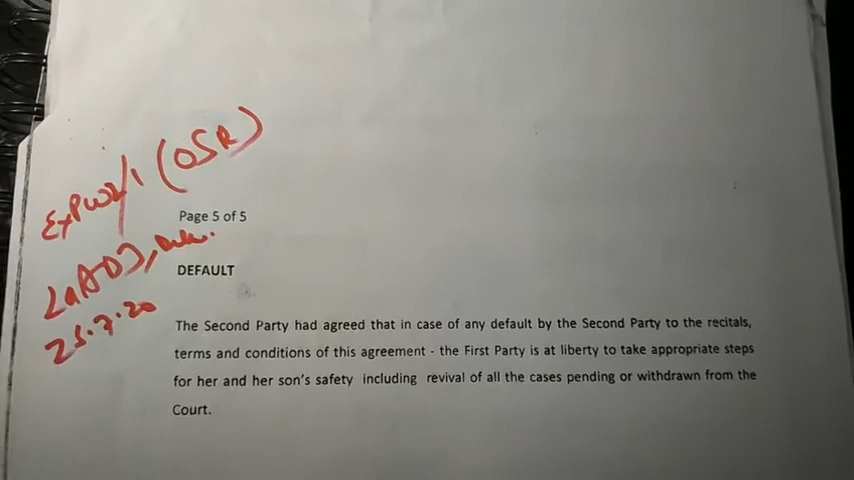 ExPW2/1 (OSR)
Page 5 of 5
LdADJ,
DEFAULT
25.7.20
The Second Party had agreed that in case of any default by the Second Party to the recitals,
terms and conditions of this agreement - the First Party is at liberty to take appropriate steps
for her and her son's safety including revival of all the cases pending or withdrawn from the
Court.